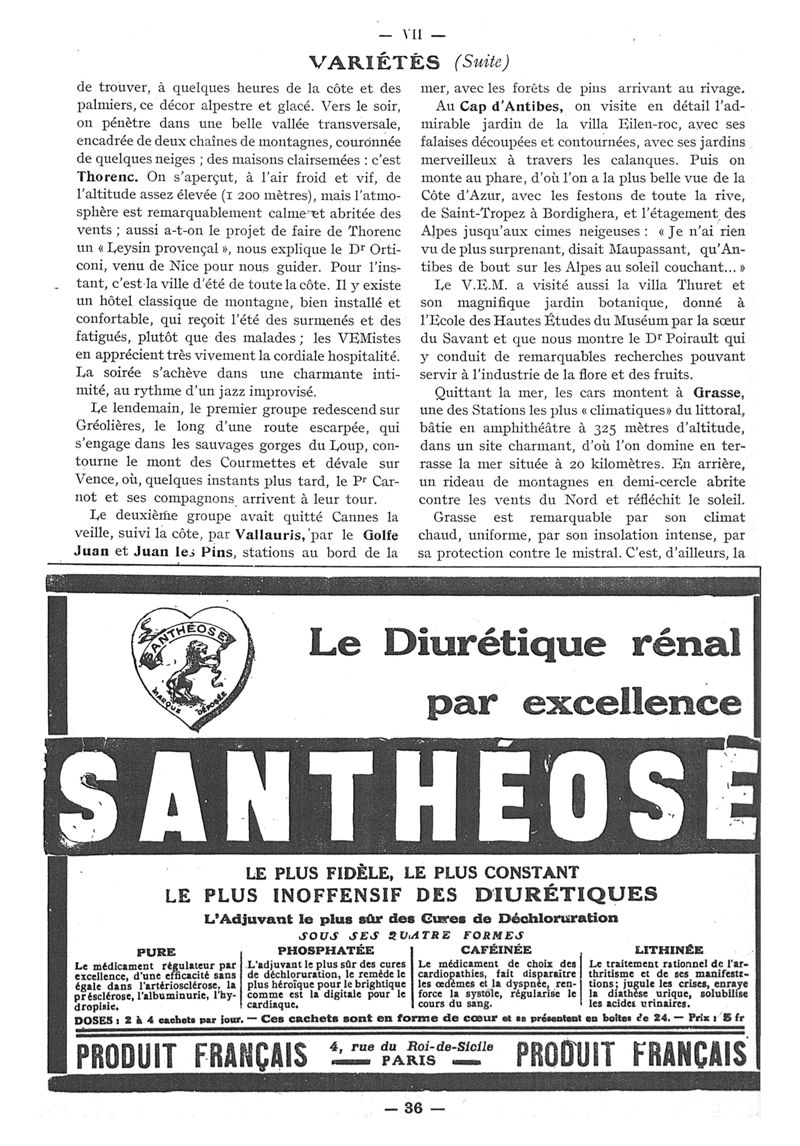 — VII —
VARIÉTÉS (Suite)
de trouver, à quelques heures de la côte et des
palmiers, ce décor alpestre et glacé. Vers le soir,
on pénètre dans une belle vallée transversale,
encadrée de deux chaînes de montagnes, couronnée
de quelques neiges ; des maisons clairsemées : c'est
Thorenc. On s'aperçut, à l'air froid et vif, de
l'altitude assez élevée (1 200 mètres), mais l'atmo-
sphère est remarquablement calme et abritée des
vents ; aussi a-t-on le projet de faire de Thorenc
un « Leysin provençal », nous explique le Dr Orti-
coni, venu de Nice pour nous guider. Pour l'ins-
tant, c'est la ville d'été de toute la côte. Il y existe
un hôtel classique de montagne, bien installé et
confortable, qui reçoit l'été des surmenés et des
fatigués, plutôt que des malades ; les VEMistes
en apprécient très vivement la cordiale hospitalité.
La soirée s'achève dans une charmante inti-
mité, au rythme d'un jazz improvisé.
Le lendemain, le premier groupe redescend sur
Gréolières, le long d'une route escarpée, qui
s'engage dans les sauvages gorges du Loup, con-
tourne le mont des Courmettes et dévale sur
Vence, où, quelques instants plus tard, le Pr Car-
not et ses compagnons arrivent à leur tour.
Le deuxième groupe avait quitté Cannes la
veille, suivi la côte, par Vallauris, par le Golfe
Juan et Juan les Pins, stations au bord de la
mer, avec les forêts de pins arrivant au rivage.
Au Cap d'Antibes, on visite en détail l'ad-
mirable jardin de la villa Eilen-roc, avec ses
falaises découpées et contournées, avec ses jardins
merveilleux à travers les calanques. Puis on
monte au phare, d'où l'on a la plus belle vue de la
Côte d'Azur, avec les festons de toute la rive,
de Saint-Tropez à Bordighera, et l'étagement des
Alpes jusqu'aux cimes neigeuses : « Je n'ai rien
vu de plus surprenant, disait Maupassant, qu'An-
tibes de bout sur les Alpes au soleil couchant... »
Le V.E.M. a visité aussi la villa Thuret et
son magnifique jardin botanique, donné à
l'Ecole des Hautes Études du Muséum par la sœur
du Savant et que nous montre le Dr Poirault qui
y conduit de remarquables recherches pouvant
servir à l'industrie de la flore et des fruits.
Quittant la mer, les cars montent à Grasse,
une des Stations les plus « climatiques» du littoral,
bâtie en amphithéâtre à 325 mètres d'altitude,
dans un site charmant, d'où l'on domine en ter-
rasse la mer située à 20 kilomètres. En arrière,
un rideau de montagnes en demi-cercle abrite
contre les vents du Nord et réfléchit le soleil.
Grasse est remarquable par son climat
chaud, uniforme, par son insolation intense, par
sa protection contre le mistral. C'est, d'ailleurs, la
SANTHÉOSE
MARQUE DÉPOSÉE
Le Diurétique rénal
par excellence
SANTHÉOSE
LE PLUS FIDÈLE, LE PLUS CONSTANT
LE PLUS INOFFENSIF DES DIURÉTIQUES
L'Adjuvant le plus sûr des Cures de Déchloruration
SOUS SES QUATRE FORMES
PURE
Le médicament régulateur par
excellence, d'une efficacité sans
égale dans l'artériosclérose, la
présclérose, l'albuminurie, l'hy-
dropisie.
PHOSPHATÉE
L'adjuvant le plus sûr des cures
de déchloruration, le remède le
plus héroïque pour le brightique
comme est la digitale pour le
cardiaque.
CAFÉINÉE
Le médicament de choix des
cardiopathies, fait disparaître
les œdèmes et la dyspnée, ren-
force la systole, régularise le
cours du sang.
LITHINÉE
Le traitement rationnel de l'ar-
thritisme et de ses manifesta-
tions ; jugule les crises, enraye
la diathèse urique, solubilise
les acides urinaires.
DOSES : 2 à 4 cachets par jour. — Ces cachets sont en forme de cœur et se présentent en boîtes de 24. — Prix : 5 fr
PRODUIT FRANÇAIS
4, rue du Roi-de-Sicile
PARIS
PRODUIT FRANÇAIS
— 36 —